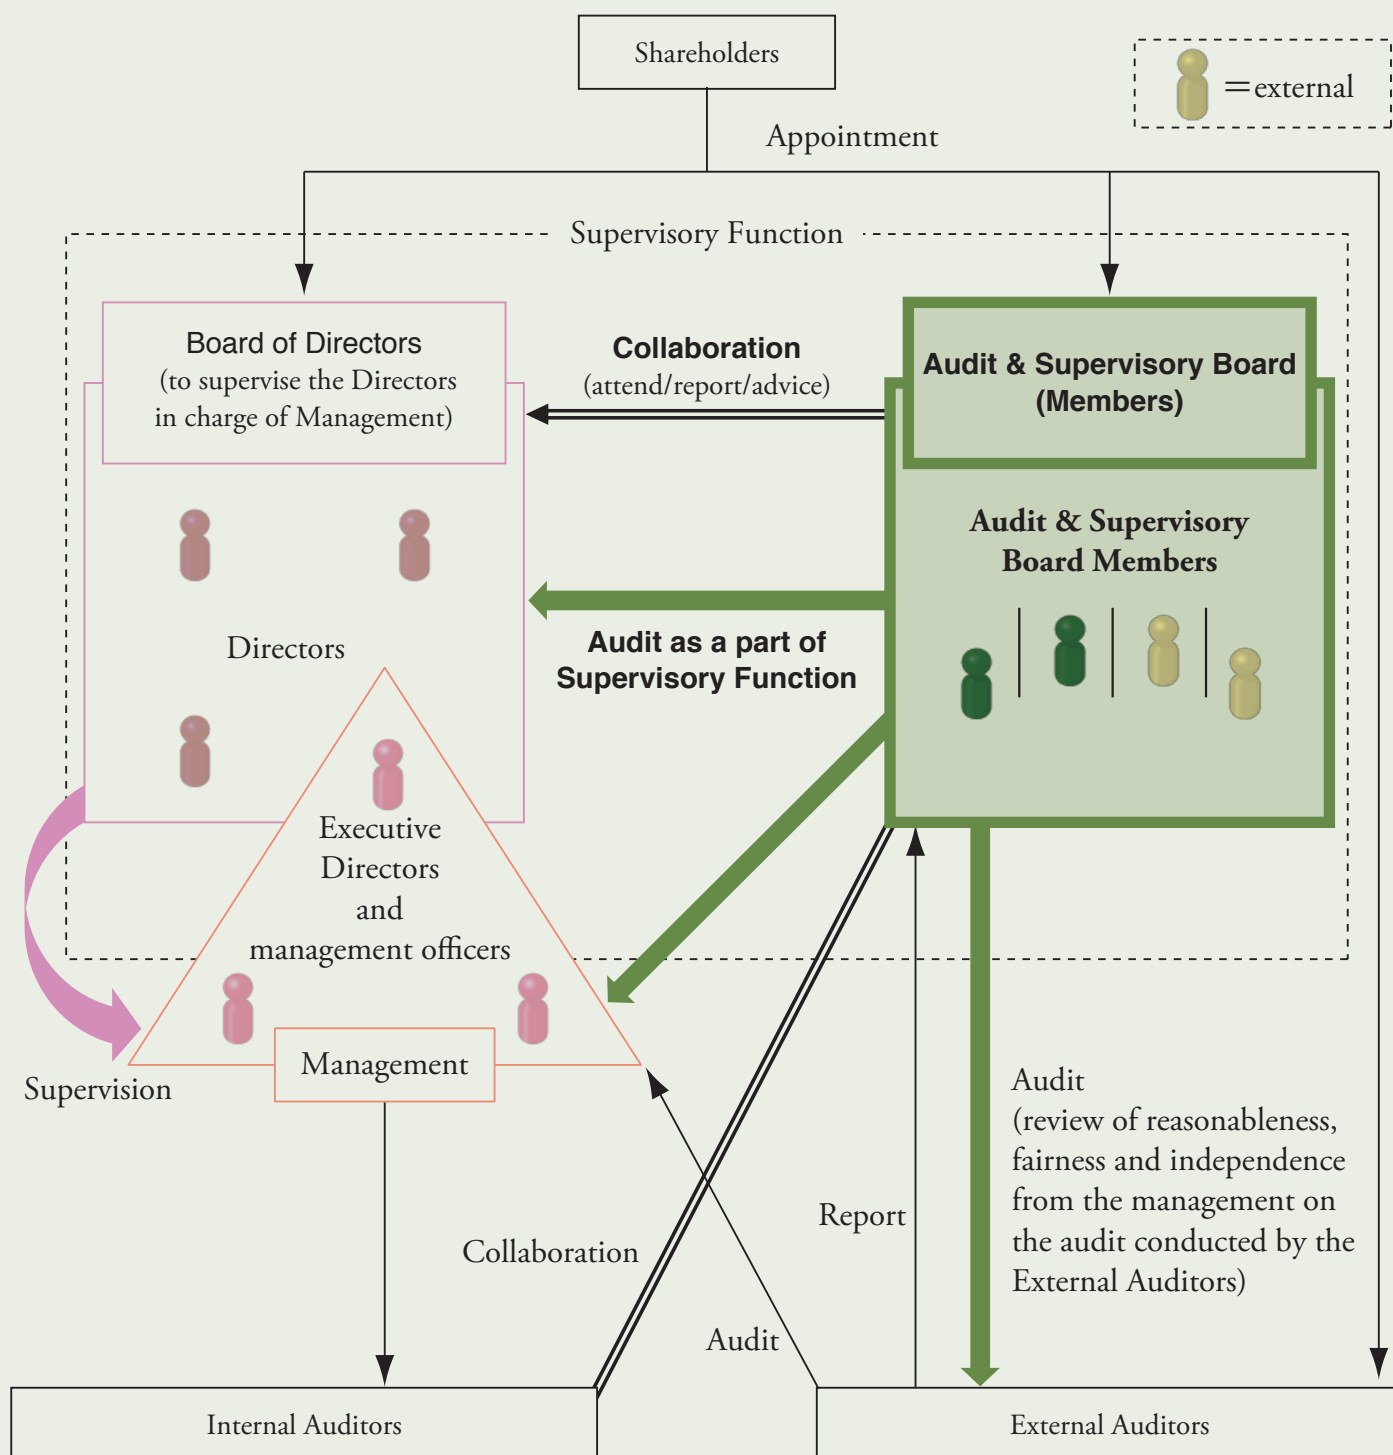 Shareholders
=external
Appointment
Supervisory Function
Board of Directors
(to supervise the Directors
in charge of Management)
Collaboration
(attend/report/advice)
Audit & Supervisory Board
(Members)
Audit & Supervisory
Board Members
Directors
Audit as a part of
Supervisory Function
Executive
Directors
and
management officers
Management
Supervision
Audit
(review of reasonableness,
fairness and independence
from the management on
the audit conducted by the
External Auditors)
Report
Collaboration
Audit
Internal Auditors
External Auditors